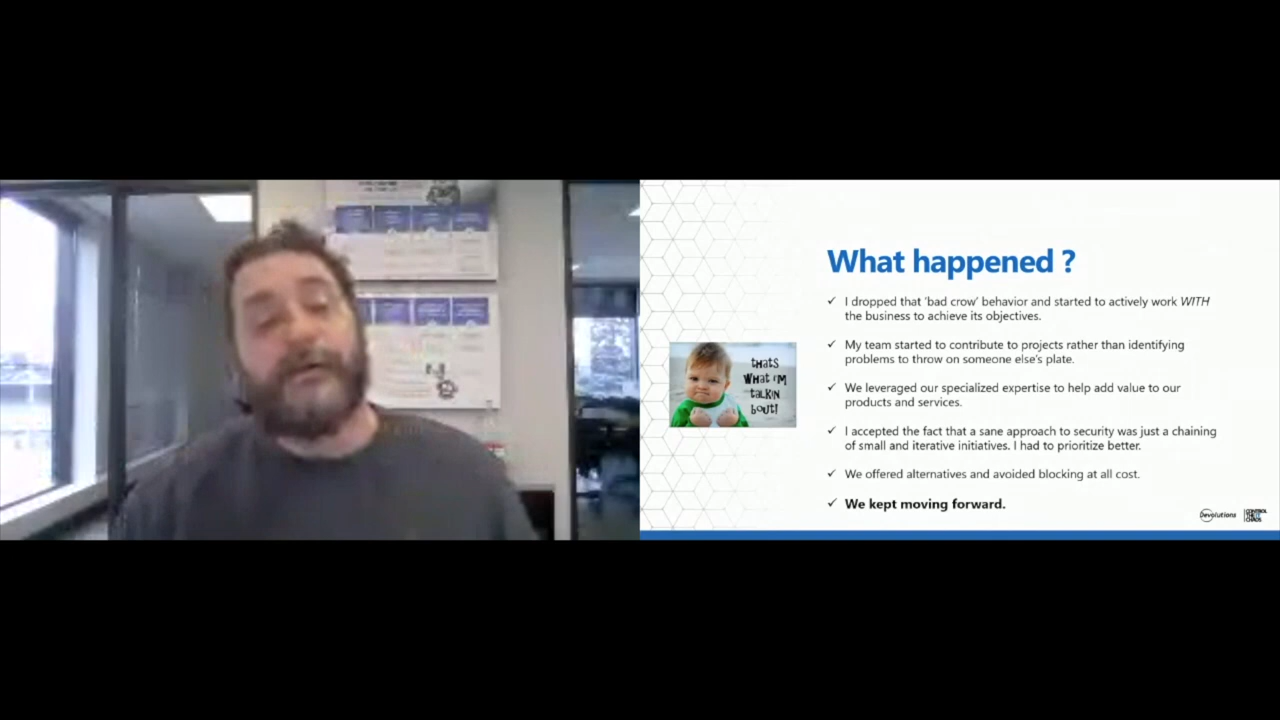 What happened ?
✓ I dropped that 'bad crow' behavior and started to actively work WITH
the business to achieve its objectives.
✓ My team started to contribute to projects rather than identifying
problems to throw on someone else's plate.
✓ We leveraged our specialized expertise to help add value to our
products and services.
✓ I accepted the fact that a sane approach to security was just a chaining
of small and iterative initiatives. I had to prioritize better.
✓ We offered alternatives and avoided blocking at all cost.
✓ We kept moving forward.
THATS
WHAT I'M
TALKIN
BOUT!
Devolutions
CONTROL
THE IT
CHAOS